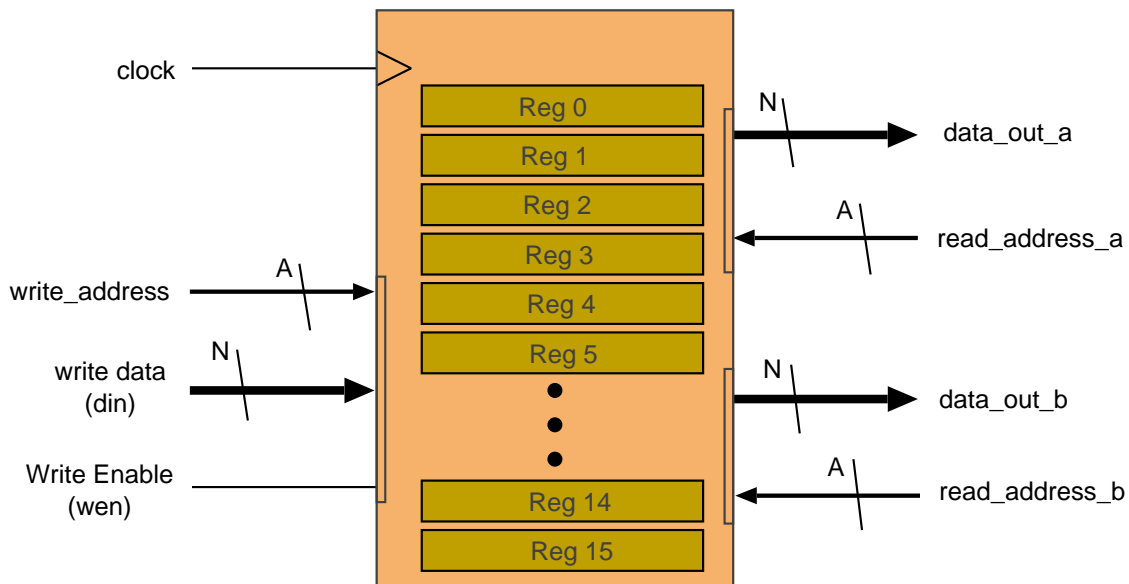 clock
Reg 0
N
data_out_a
Reg 1
Reg 2
A
read_address_a
Reg 3
A
write_address
Reg 4
Reg 5
N
write data
(din)
N
data_out_b
Write Enable
(wen)
A
read_address_b
Reg 14
Reg 15